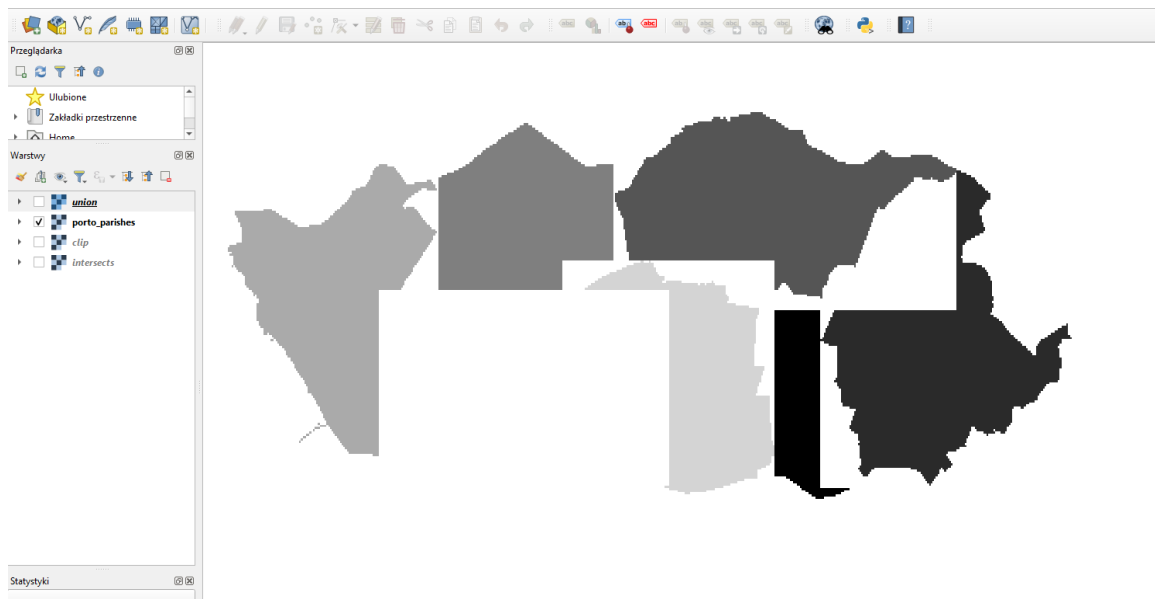 Przeglądarka
Ulubione
Zakładki przestrzenne
Home
Warstwy
union
porto_parishes
clip
intersects
Statystyki